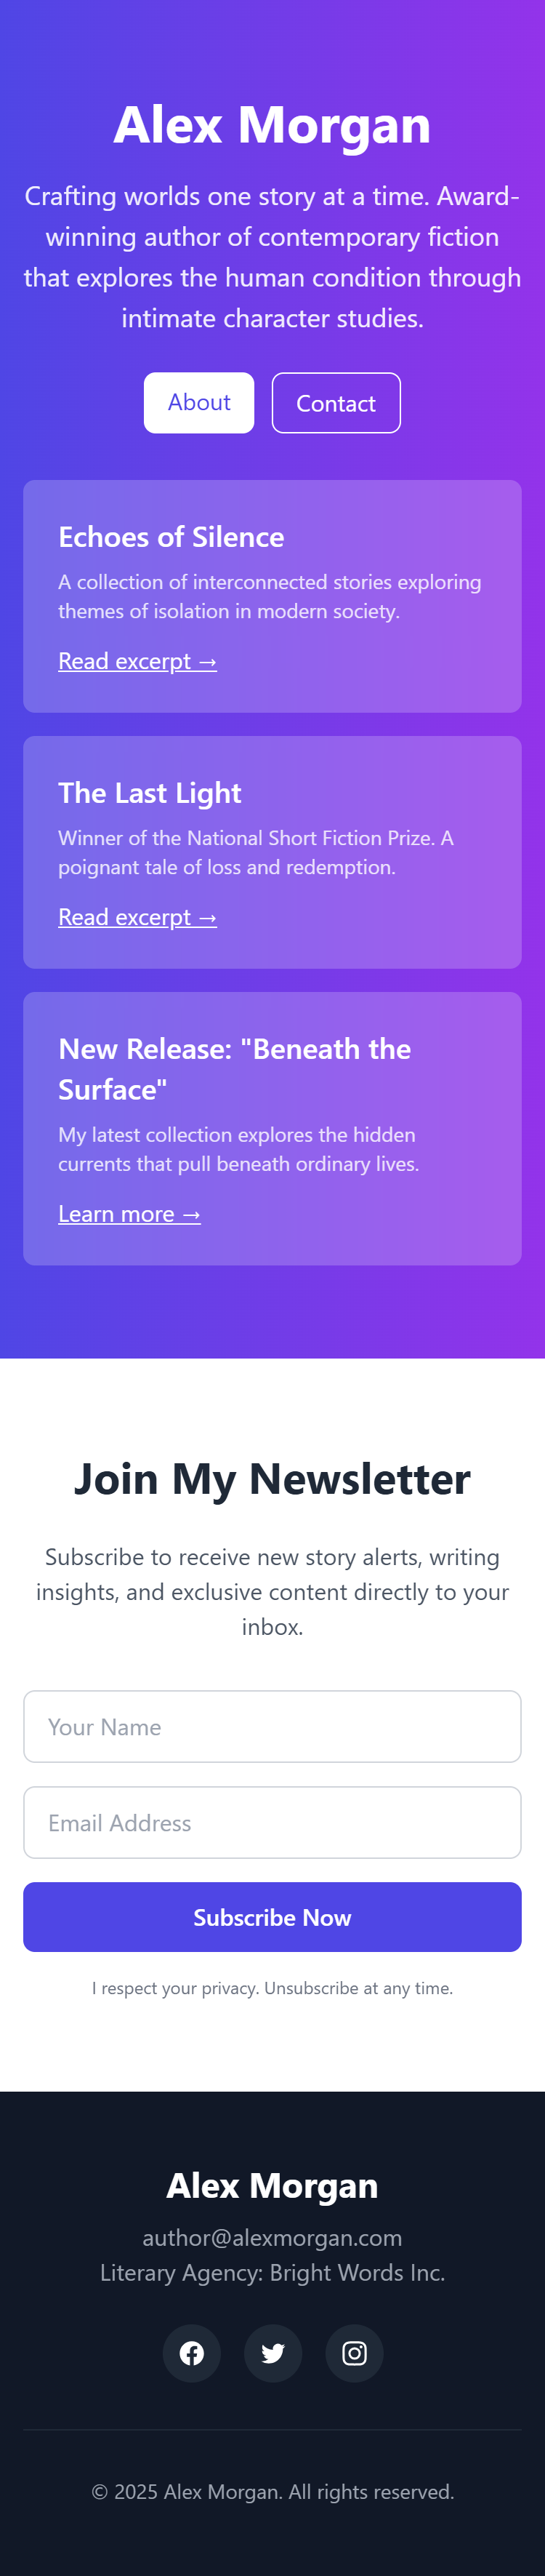 Alex Morgan
Crafting worlds one story at a time. Award-
winning author of contemporary fiction
that explores the human condition through
intimate character studies.
About
Contact
Echoes of Silence
A collection of interconnected stories exploring
themes of isolation in modern society.
Read excerpt →
The Last Light
Winner of the National Short Fiction Prize. A
poignant tale of loss and redemption.
Read excerpt →
New Release: "Beneath the
Surface"
My latest collection explores the hidden
currents that pull beneath ordinary lives.
Learn more →
Join My Newsletter
Subscribe to receive new story alerts, writing
insights, and exclusive content directly to your
inbox.
Your Name
Email Address
Subscribe Now
I respect your privacy. Unsubscribe at any time.
Alex Morgan
author@alexmorgan.com
Literary Agency: Bright Words Inc.
© 2025 Alex Morgan. All rights reserved.